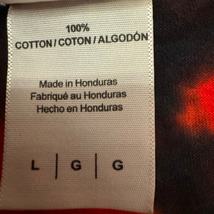 100%
COTTON / COTON / ALGODÓN
Made in Honduras
Fabriqué au Honduras
Hecho en Honduras
L | G | G